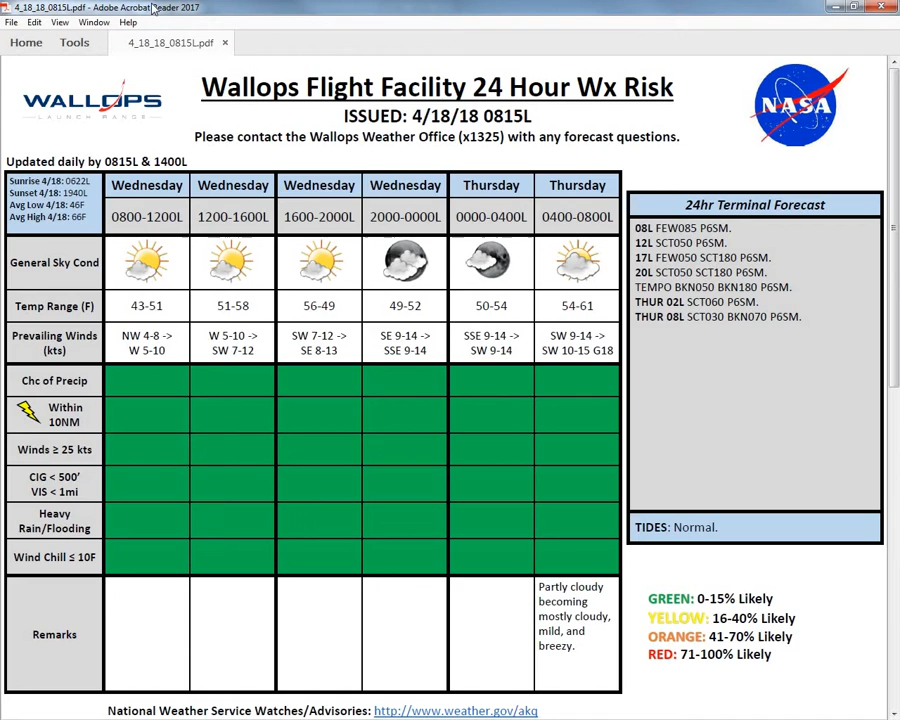 4_18_18_0815L.pdf - Adobe Acrobat Reader 2017
File Edit View Window Help
Home Tools 4_18_18_0815L.pdf ×
WALLOPS
LAUNCH RANGE
Wallops Flight Facility 24 Hour Wx Risk
ISSUED: 4/18/18 0815L
Please contact the Wallops Weather Office (x1325) with any forecast questions.
NASA
Updated daily by 0815L & 1400L
Sunrise 4/18: 0622L
Sunset 4/18: 1940L
Avg Low 4/18: 46F
Avg High 4/18: 66F
Wednesday Wednesday Wednesday Wednesday Thursday Thursday
0800-1200L 1200-1600L 1600-2000L 2000-0000L 0000-0400L 0400-0800L
General Sky Cond
Temp Range (F) 43-51 51-58 56-49 49-52 50-54 54-61
Prevailing Winds NW 4-8 -> W 5-10 -> SW 7-12 -> SE 9-14 -> SSE 9-14 -> SW 9-14 ->
(kts) W 5-10 SW 7-12 SE 8-13 SSE 9-14 SW 9-14 SW 10-15 G18
Chc of Precip
Within
10NM
Winds ≥ 25 kts
CIG < 500'
VIS < 1mi
Heavy
Rain/Flooding
Wind Chill ≤ 10F
Remarks
Partly cloudy
becoming
mostly cloudy,
mild, and
breezy.
24hr Terminal Forecast
08L FEW085 P6SM.
12L SCT050 P6SM.
17L FEW050 SCT180 P6SM.
20L SCT050 SCT180 P6SM.
TEMPO BKN050 BKN180 P6SM.
THUR 02L SCT060 P6SM.
THUR 08L SCT030 BKN070 P6SM.
TIDES: Normal.
GREEN: 0-15% Likely
YELLOW: 16-40% Likely
ORANGE: 41-70% Likely
RED: 71-100% Likely
National Weather Service Watches/Advisories: http://www.weather.gov/akq